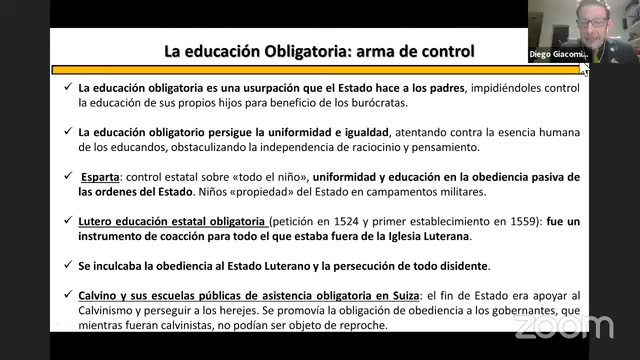 Diego Giacomi...
La educación Obligatoria: arma de control
✓ La educación obligatoria es una usurpación que el Estado hace a los padres, impidiéndoles control
la educación de sus propios hijos para beneficio de los burócratas.
✓ La educación obligatorio persigue la uniformidad e igualdad, atentando contra la esencia humana
de los educandos, obstaculizando la independencia de raciocinio y pensamiento.
✓ Esparta: control estatal sobre «todo el niño», uniformidad y educación en la obediencia pasiva de
las ordenes del Estado. Niños «propiedad» del Estado en campamentos militares.
✓ Lutero educación estatal obligatoria (petición en 1524 y primer establecimiento en 1559): fue un
instrumento de coacción para todo el que estaba fuera de la Iglesia Luterana.
✓ Se inculcaba la obediencia al Estado Luterano y la persecución de todo disidente.
✓ Calvino y sus escuelas públicas de asistencia obligatoria en Suiza: el fin de Estado era apoyar al
Calvinismo y perseguir a los herejes. Se promovía la obligación de obediencia a los gobernantes, que
mientras fueran calvinistas, no podían ser objeto de reproche.
zoom